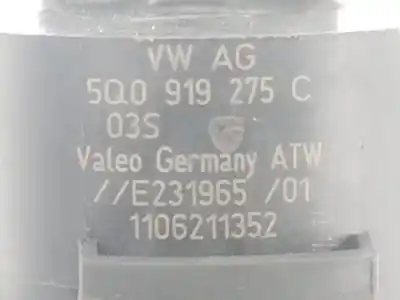 VW AG
5Q0 919 275 C
03S
Valeo Germany ATW
//E231965 /01
1106211352